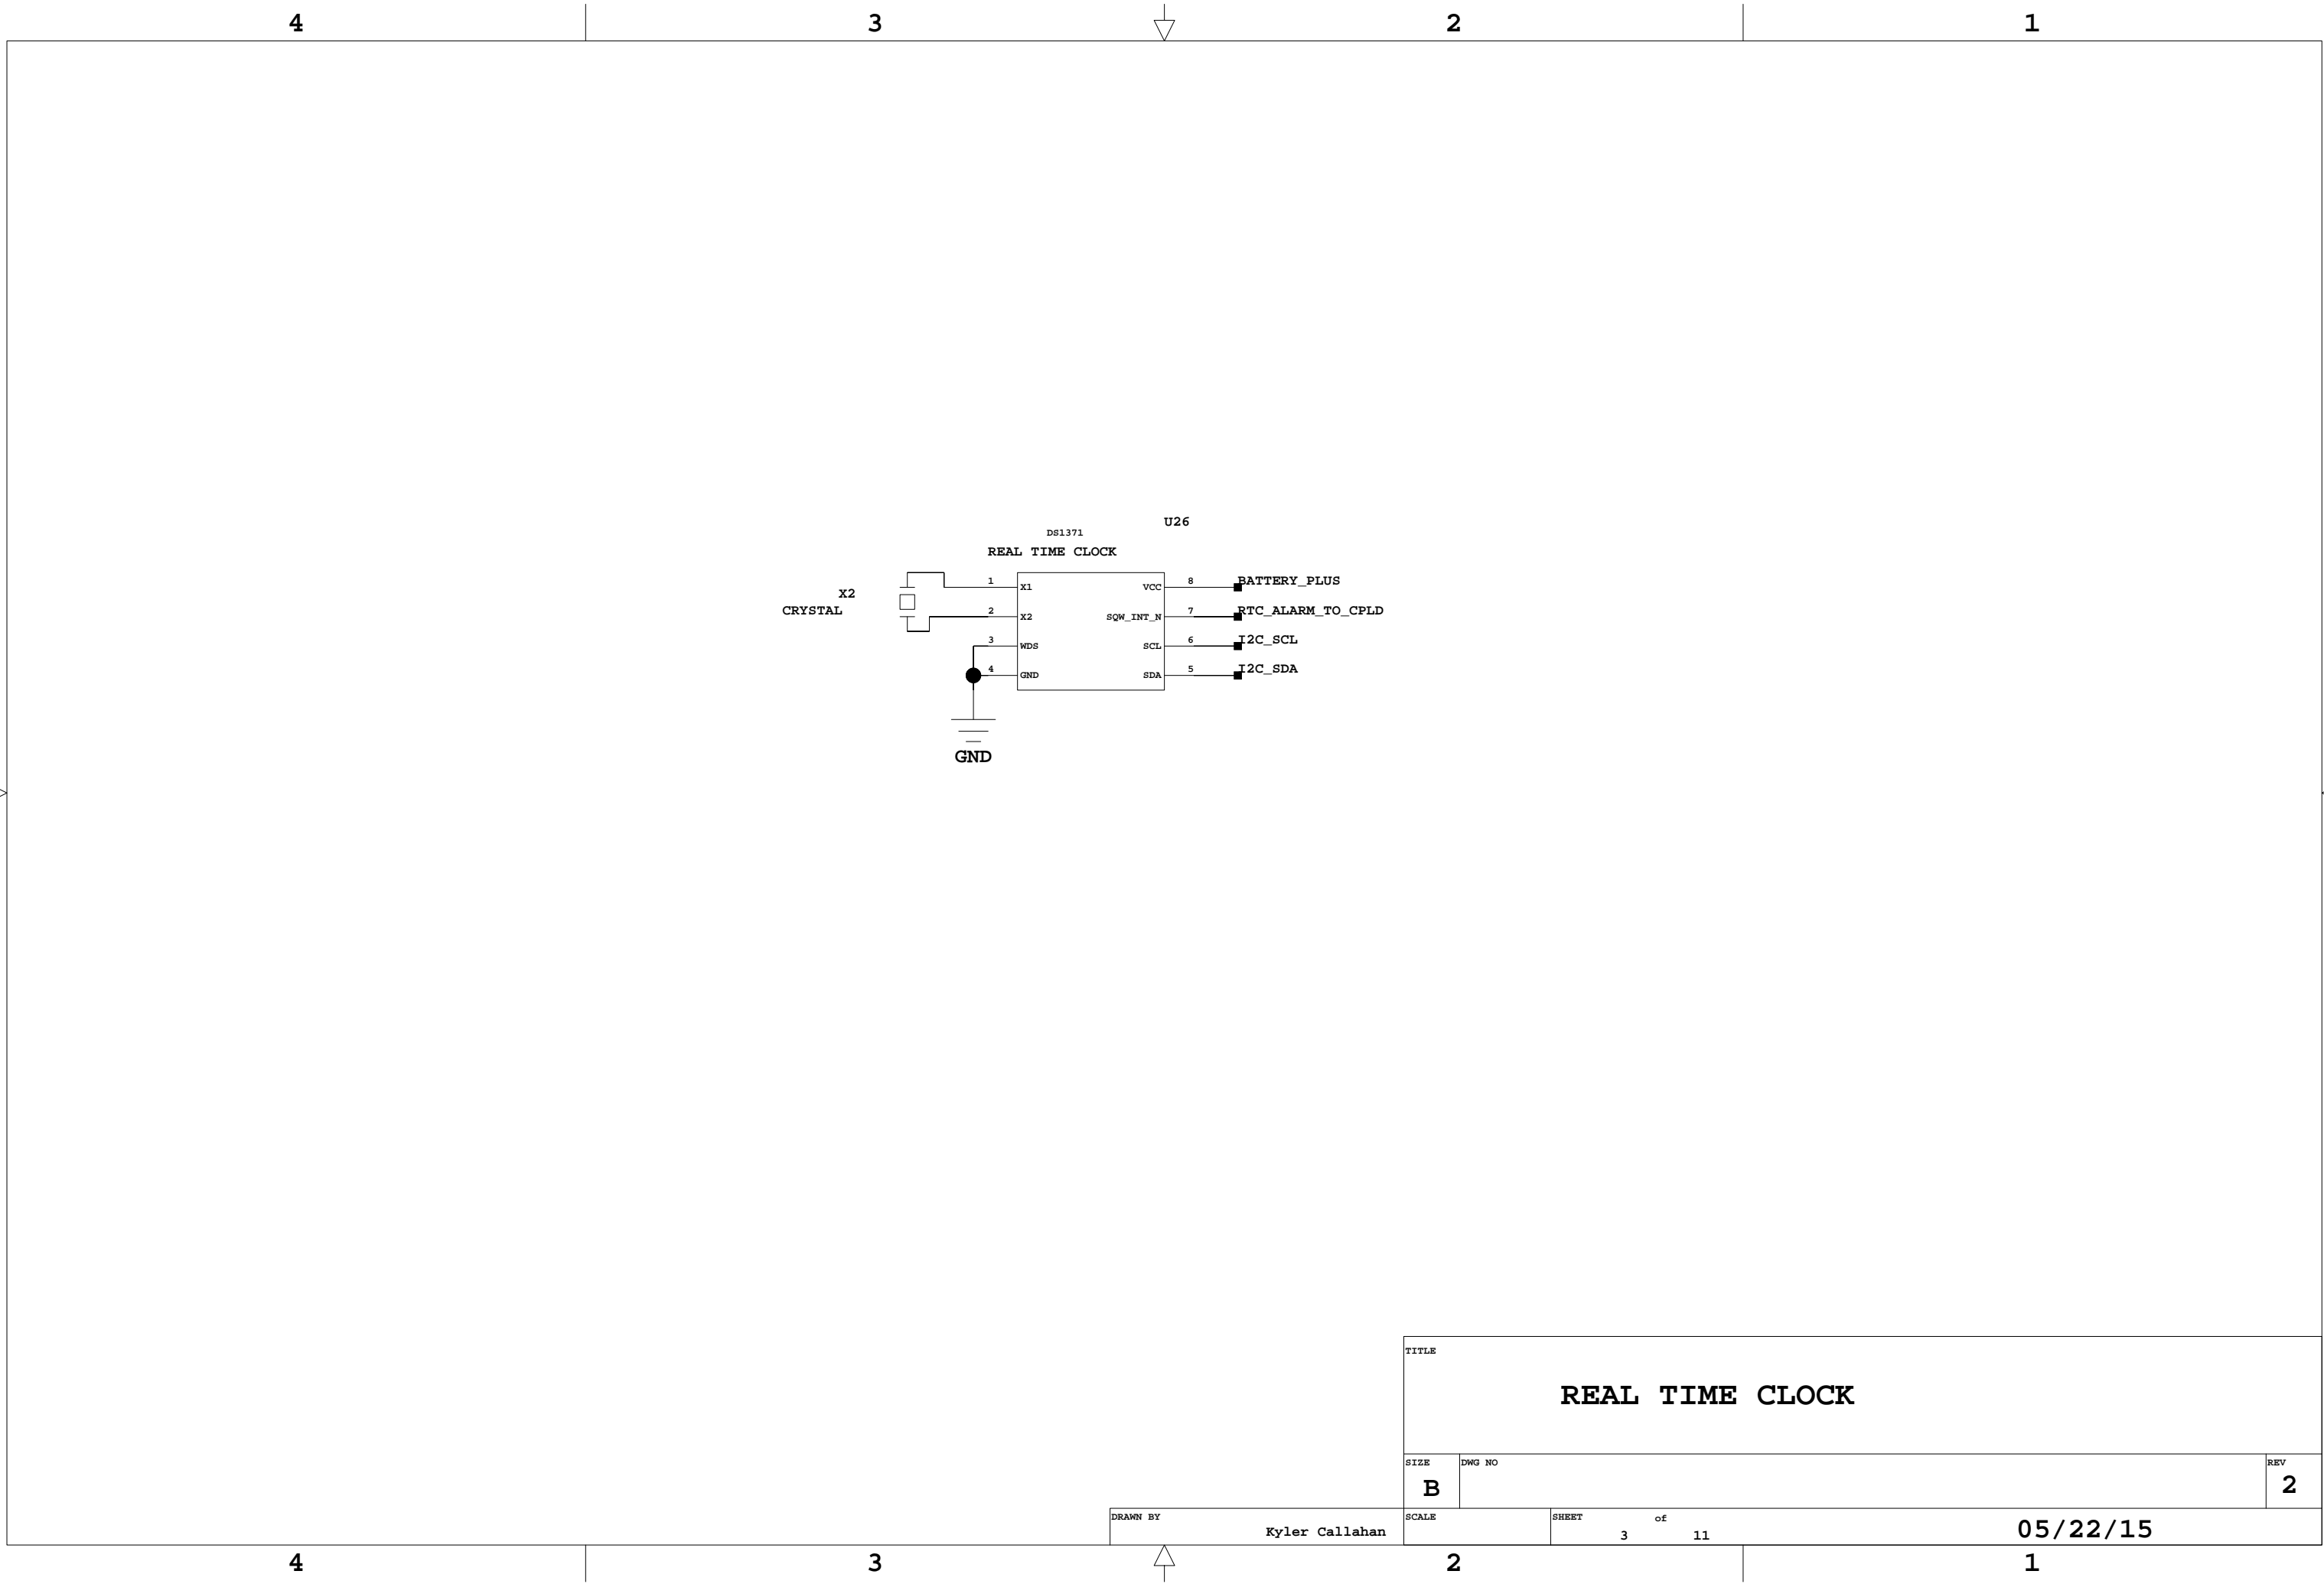 4 3 2 1
U26
DS1371
REAL TIME CLOCK
X2
CRYSTAL
1 X1 VCC 8 BATTERY_PLUS
2 X2 SQW_INT_N 7 RTC_ALARM_TO_CPLD
3 WDS SCL 6 I2C_SCL
4 GND SDA 5 I2C_SDA
GND
TITLE
REAL TIME CLOCK
SIZE DWG NO REV
B 2
DRAWN BY SCALE SHEET of
Kyler Callahan 3 11 05/22/15
4 3 2 1